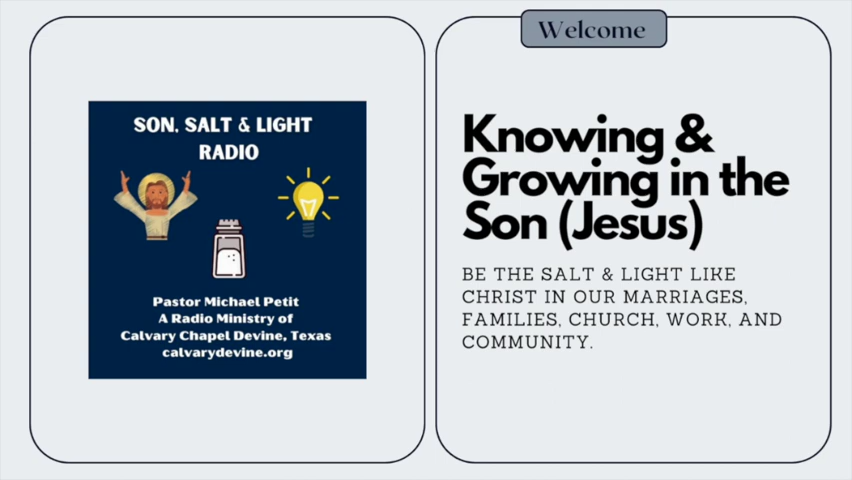 SON, SALT & LIGHT
RADIO
Pastor Michael Petit
A Radio Ministry of
Calvary Chapel Devine, Texas
calvarydevine.org
Welcome
Knowing &
Growing in the
Son (Jesus)
BE THE SALT & LIGHT LIKE
CHRIST IN OUR MARRIAGES,
FAMILIES, CHURCH, WORK, AND
COMMUNITY.